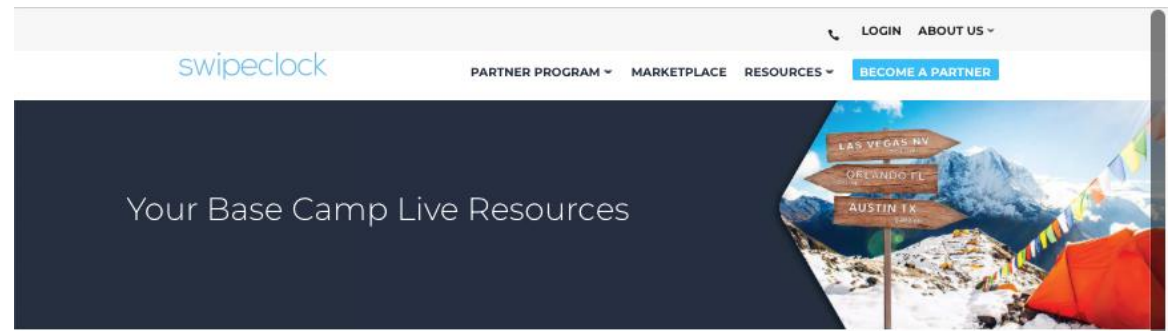 LOGIN ABOUT US
swipeclock
PARTNER PROGRAM MARKETPLACE RESOURCES BECOME A PARTNER
Your Base Camp Live Resources
LAS VEGAS NV
ORLANDO FL
AUSTIN TX